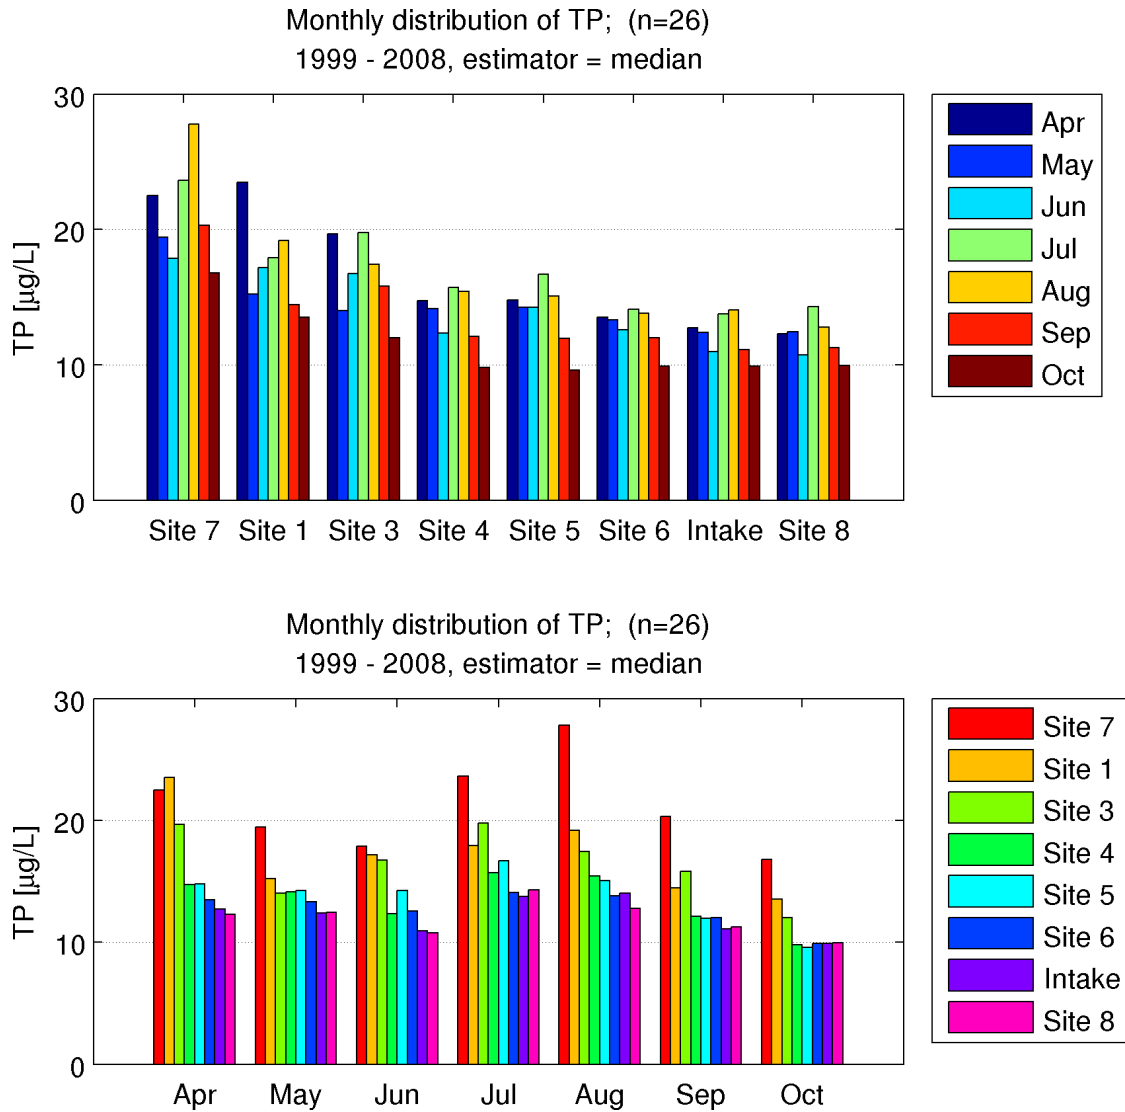 Monthly distribution of TP;  (n=26)
1999 - 2008, estimator = median
30
20
10
0
TP [µg/L]
Site 7 Site 1 Site 3 Site 4 Site 5 Site 6 Intake Site 8
Apr
May
Jun
Jul
Aug
Sep
Oct
Monthly distribution of TP;  (n=26)
1999 - 2008, estimator = median
30
20
10
0
TP [µg/L]
Apr May Jun Jul Aug Sep Oct
Site 7
Site 1
Site 3
Site 4
Site 5
Site 6
Intake
Site 8